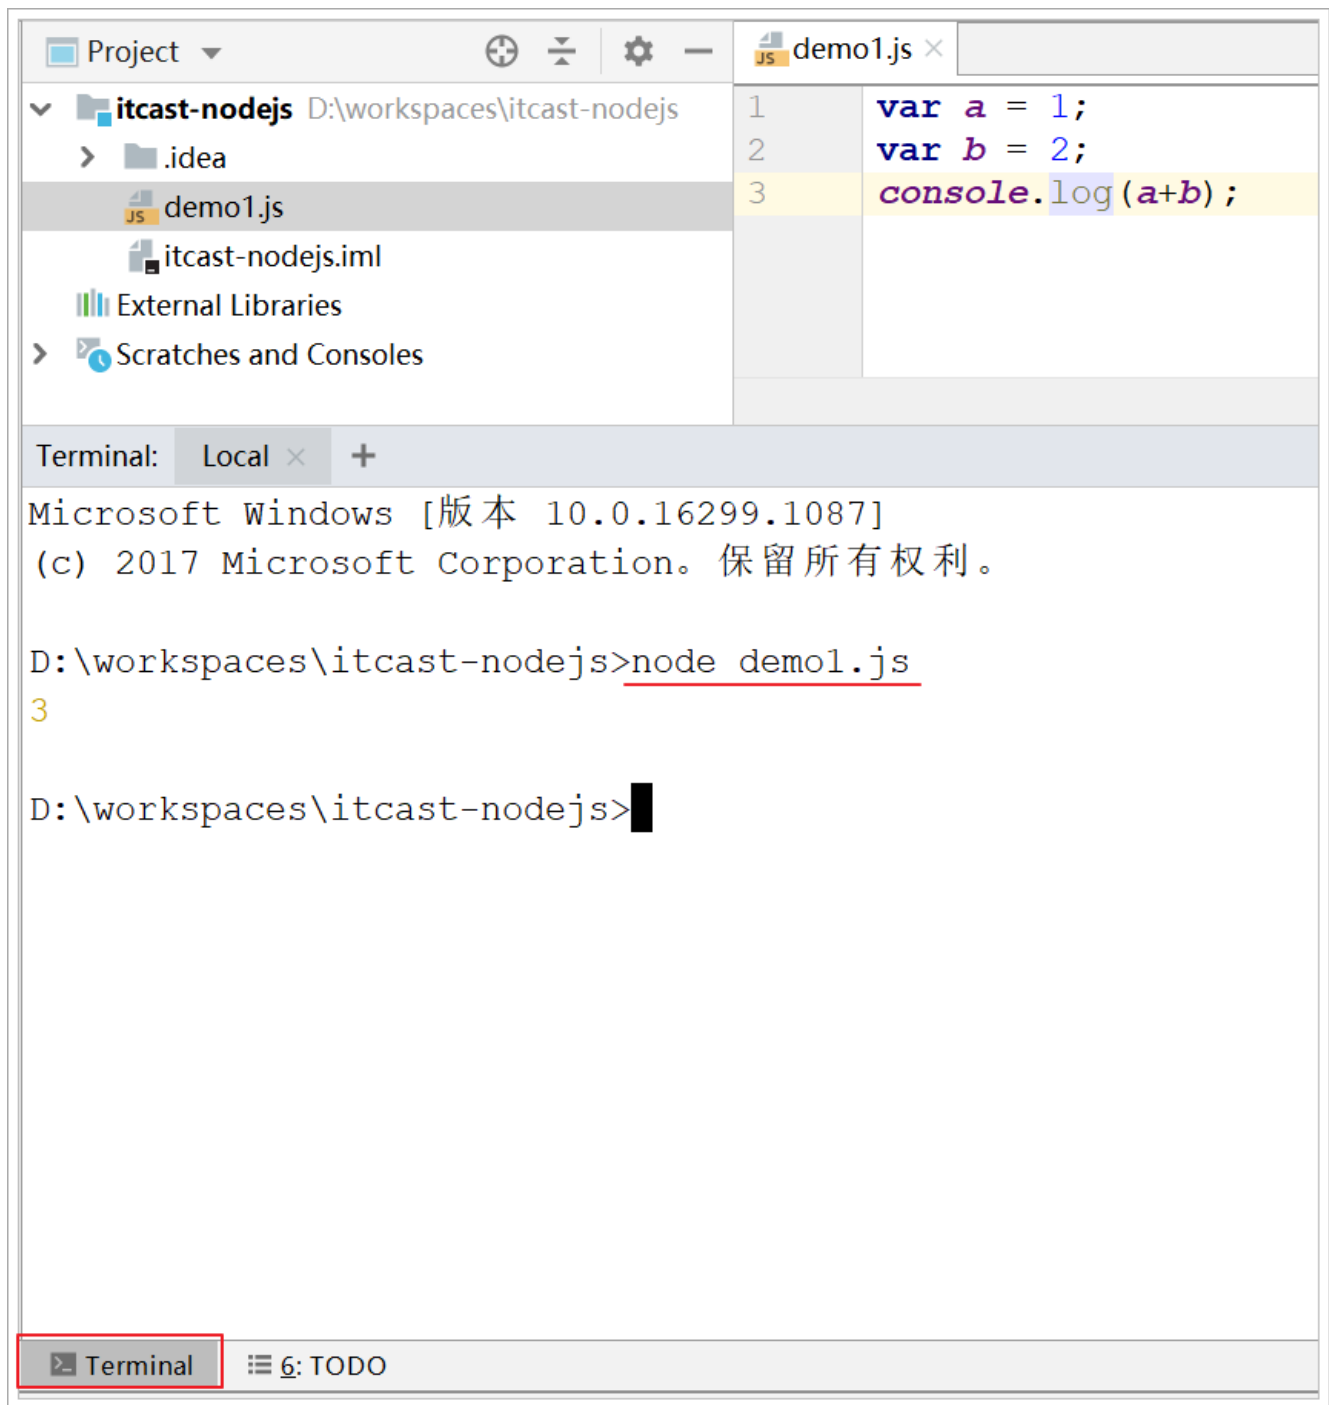 Project
itcast-nodejs D:\workspaces\itcast-nodejs
.idea
JS demo1.js
itcast-nodejs.iml
External Libraries
Scratches and Consoles
JS demo1.js
1 var a = 1;
2 var b = 2;
3 console.log(a+b);
Terminal: Local
Microsoft Windows [版本 10.0.16299.1087]
(c) 2017 Microsoft Corporation。保留所有权利。
D:\workspaces\itcast-nodejs>node demo1.js
3
D:\workspaces\itcast-nodejs>
Terminal 6: TODO